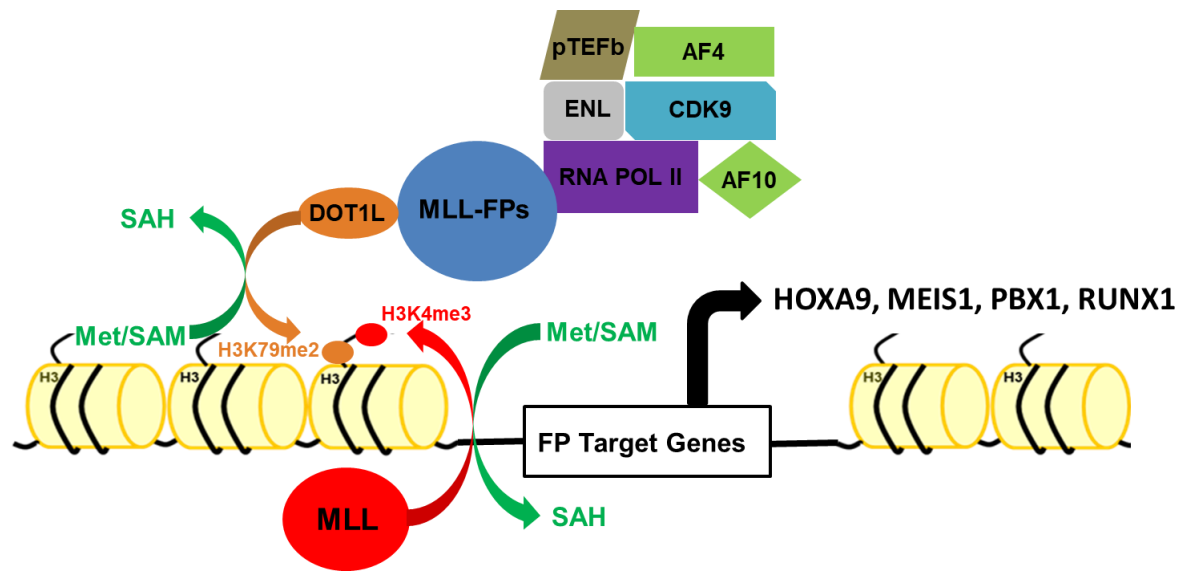 pTEFb
AF4
ENL
CDK9
RNA POL II
AF10
MLL-FPs
DOT1L
SAH
Met/SAM
H3K79me2
H3K4me3
Met/SAM
HOXA9, MEIS1, PBX1, RUNX1
H3
H3
H3
H3
H3
FP Target Genes
MLL
SAH